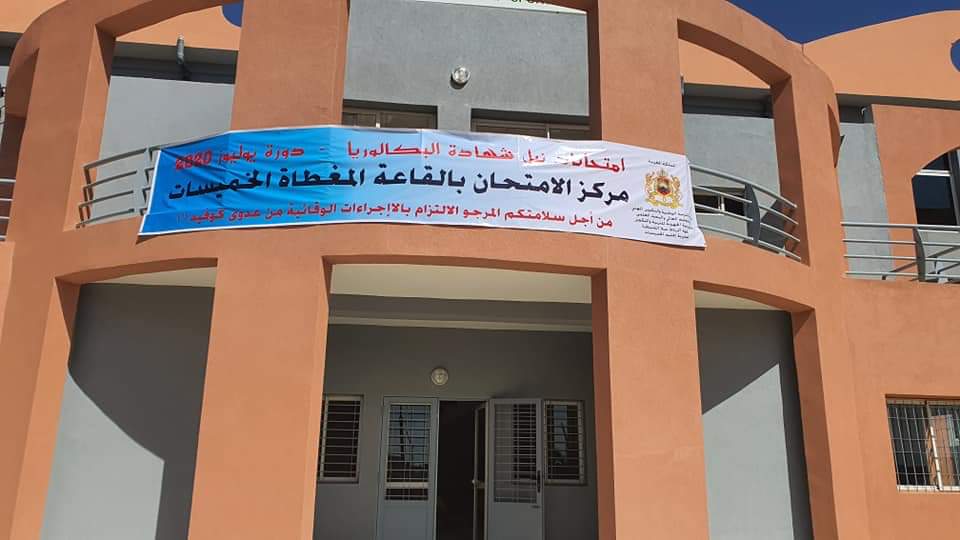 امتحانات نيل شهادة البكالوريا - دورة يوليوز 2020
مركز الامتحان بالقاعة المغطاة الخميسات
من أجل سلامتكم المرجو الالتزام بالإجراءات الوقائية من عدوى كوفيد 19
المملكة المغربية